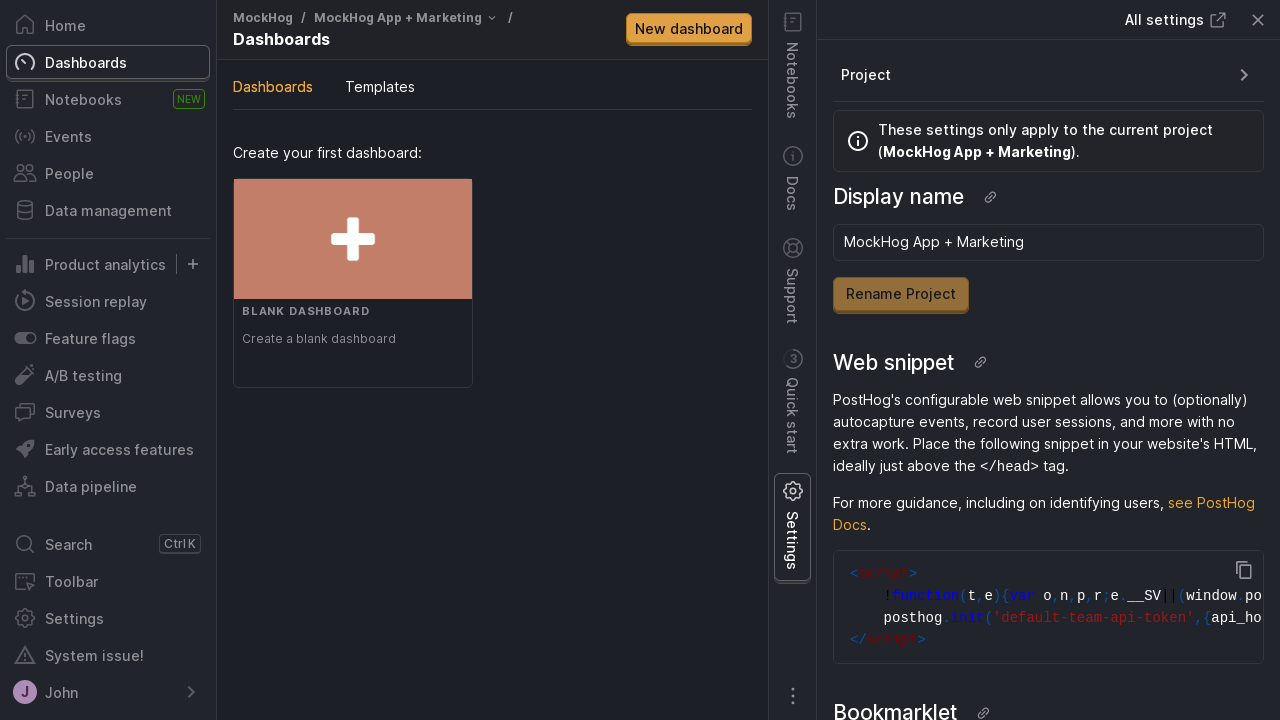 Home
Dashboards
Notebooks
NEW
Events
People
Data management
Product analytics
Session replay
Feature flags
A/B testing
Surveys
Early access features
Data pipeline
Search
Ctrl K
Toolbar
Settings
System issue!
J
John
MockHog / MockHog App + Marketing /
Dashboards
New dashboard
Dashboards
Templates
Create your first dashboard:
BLANK DASHBOARD
Create a blank dashboard
Notebooks
Docs
Support
3
Quick start
Settings
All settings
Project
These settings only apply to the current project
(MockHog App + Marketing).
Display name
MockHog App + Marketing
Rename Project
Web snippet
PostHog's configurable web snippet allows you to (optionally)
autocapture events, record user sessions, and more with no
extra work. Place the following snippet in your website's HTML,
ideally just above the </head> tag.
For more guidance, including on identifying users, see PostHog
Docs.
<script>
!function(t,e){var o,n,p,r;e.__SV||(window.po
posthog.init('default-team-api-token',{api_ho
</script>
Bookmarklet